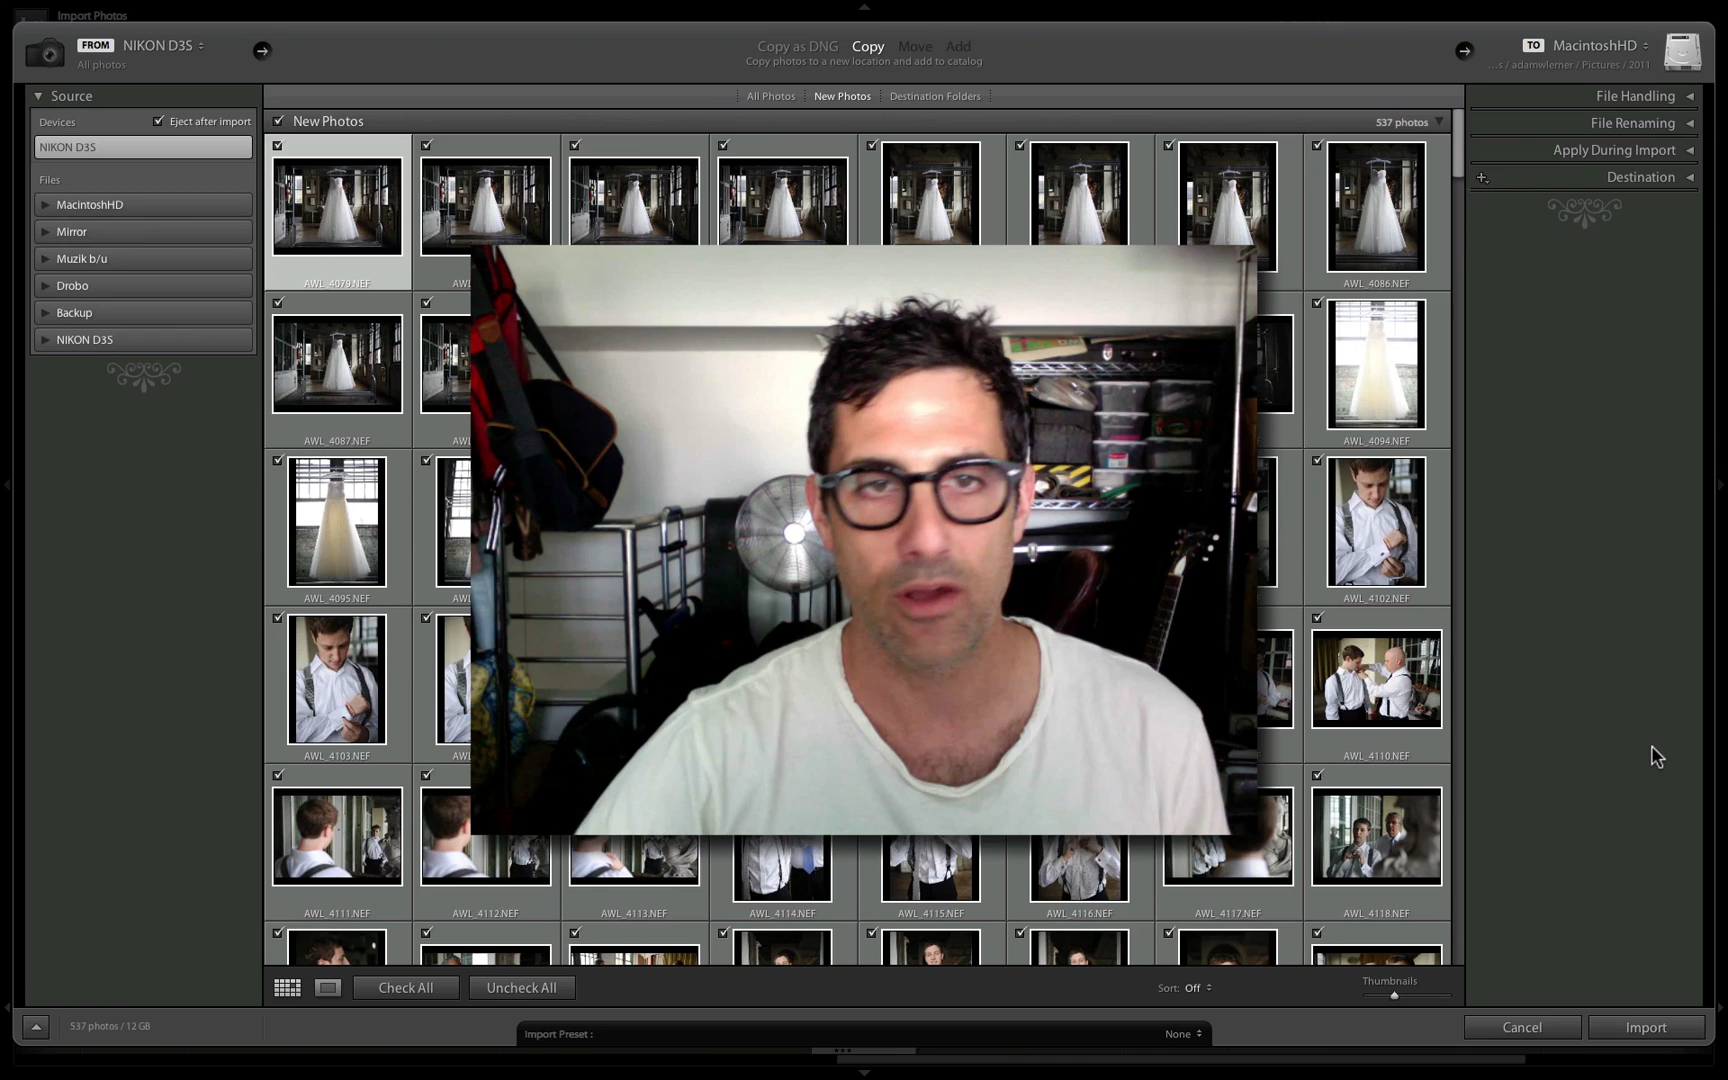 Import Photos
FROM NIKON D3S
All photos
Copy as DNG Copy Move Add
Copy photos to a new location and add to catalog
TO MacintoshHD
...s / adamwlerner / Pictures / 2011
Source
Devices
Eject after import
NIKON D3S
Files
MacintoshHD
Mirror
Muzik b/u
Drobo
Backup
NIKON D3S
All Photos New Photos Destination Folders
New Photos
537 photos
AWL_4079.NEF
AWL
AWL_4086.NEF
AWL_4087.NEF
AWL
AWL_4094.NEF
AWL_4095.NEF
AWL
AWL_4102.NEF
AWL_4103.NEF
AWL
AWL_4110.NEF
AWL_4111.NEF
AWL_4112.NEF
AWL_4113.NEF
AWL_4114.NEF
AWL_4115.NEF
AWL_4116.NEF
AWL_4117.NEF
AWL_4118.NEF
File Handling
File Renaming
Apply During Import
Destination
Check All
Uncheck All
Sort: Off
Thumbnails
537 photos / 12 GB
Import Preset :
None
Cancel
Import